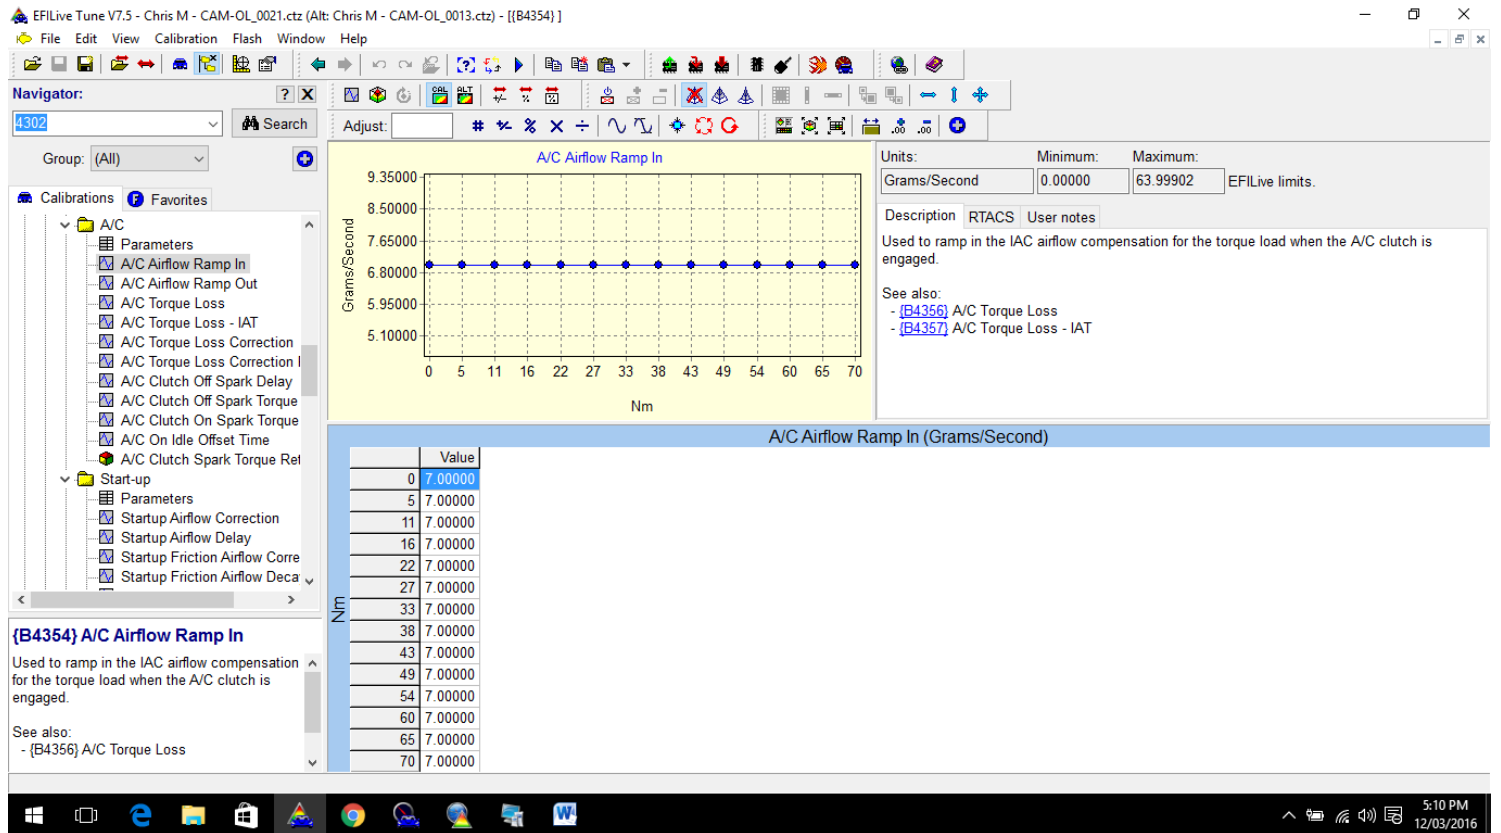 EFILive Tune V7.5 - Chris M - CAM-OL_0021.ctz (Alt: Chris M - CAM-OL_0013.ctz) - [{B4354} ]
File Edit View Calibration Flash Window Help
Navigator:
4302
Search
Group: (All)
Calibrations
Favorites
A/C
Parameters
A/C Airflow Ramp In
A/C Airflow Ramp Out
A/C Torque Loss
A/C Torque Loss - IAT
A/C Torque Loss Correction
A/C Torque Loss Correction I
A/C Clutch Off Spark Delay
A/C Clutch Off Spark Torque
A/C Clutch On Spark Torque
A/C On Idle Offset Time
A/C Clutch Spark Torque Ret
Start-up
Parameters
Startup Airflow Correction
Startup Airflow Delay
Startup Friction Airflow Corre
Startup Friction Airflow Decay
{B4354} A/C Airflow Ramp In
Used to ramp in the IAC airflow compensation
for the torque load when the A/C clutch is
engaged.
See also:
- {B4356} A/C Torque Loss
CAL
ALT
Adjust:
A/C Airflow Ramp In
Grams/Second
9.35000
8.50000
7.65000
6.80000
5.95000
5.10000
0 5 11 16 22 27 33 38 43 49 54 60 65 70
Nm
Units: Minimum: Maximum:
Grams/Second 0.00000 63.99902 EFILive limits.
Description RTACS User notes
Used to ramp in the IAC airflow compensation for the torque load when the A/C clutch is
engaged.
See also:
- {B4356} A/C Torque Loss
- {B4357} A/C Torque Loss - IAT
A/C Airflow Ramp In (Grams/Second)
Value
Nm
0 7.00000
5 7.00000
11 7.00000
16 7.00000
22 7.00000
27 7.00000
33 7.00000
38 7.00000
43 7.00000
49 7.00000
54 7.00000
60 7.00000
65 7.00000
70 7.00000
5:10 PM
12/03/2016